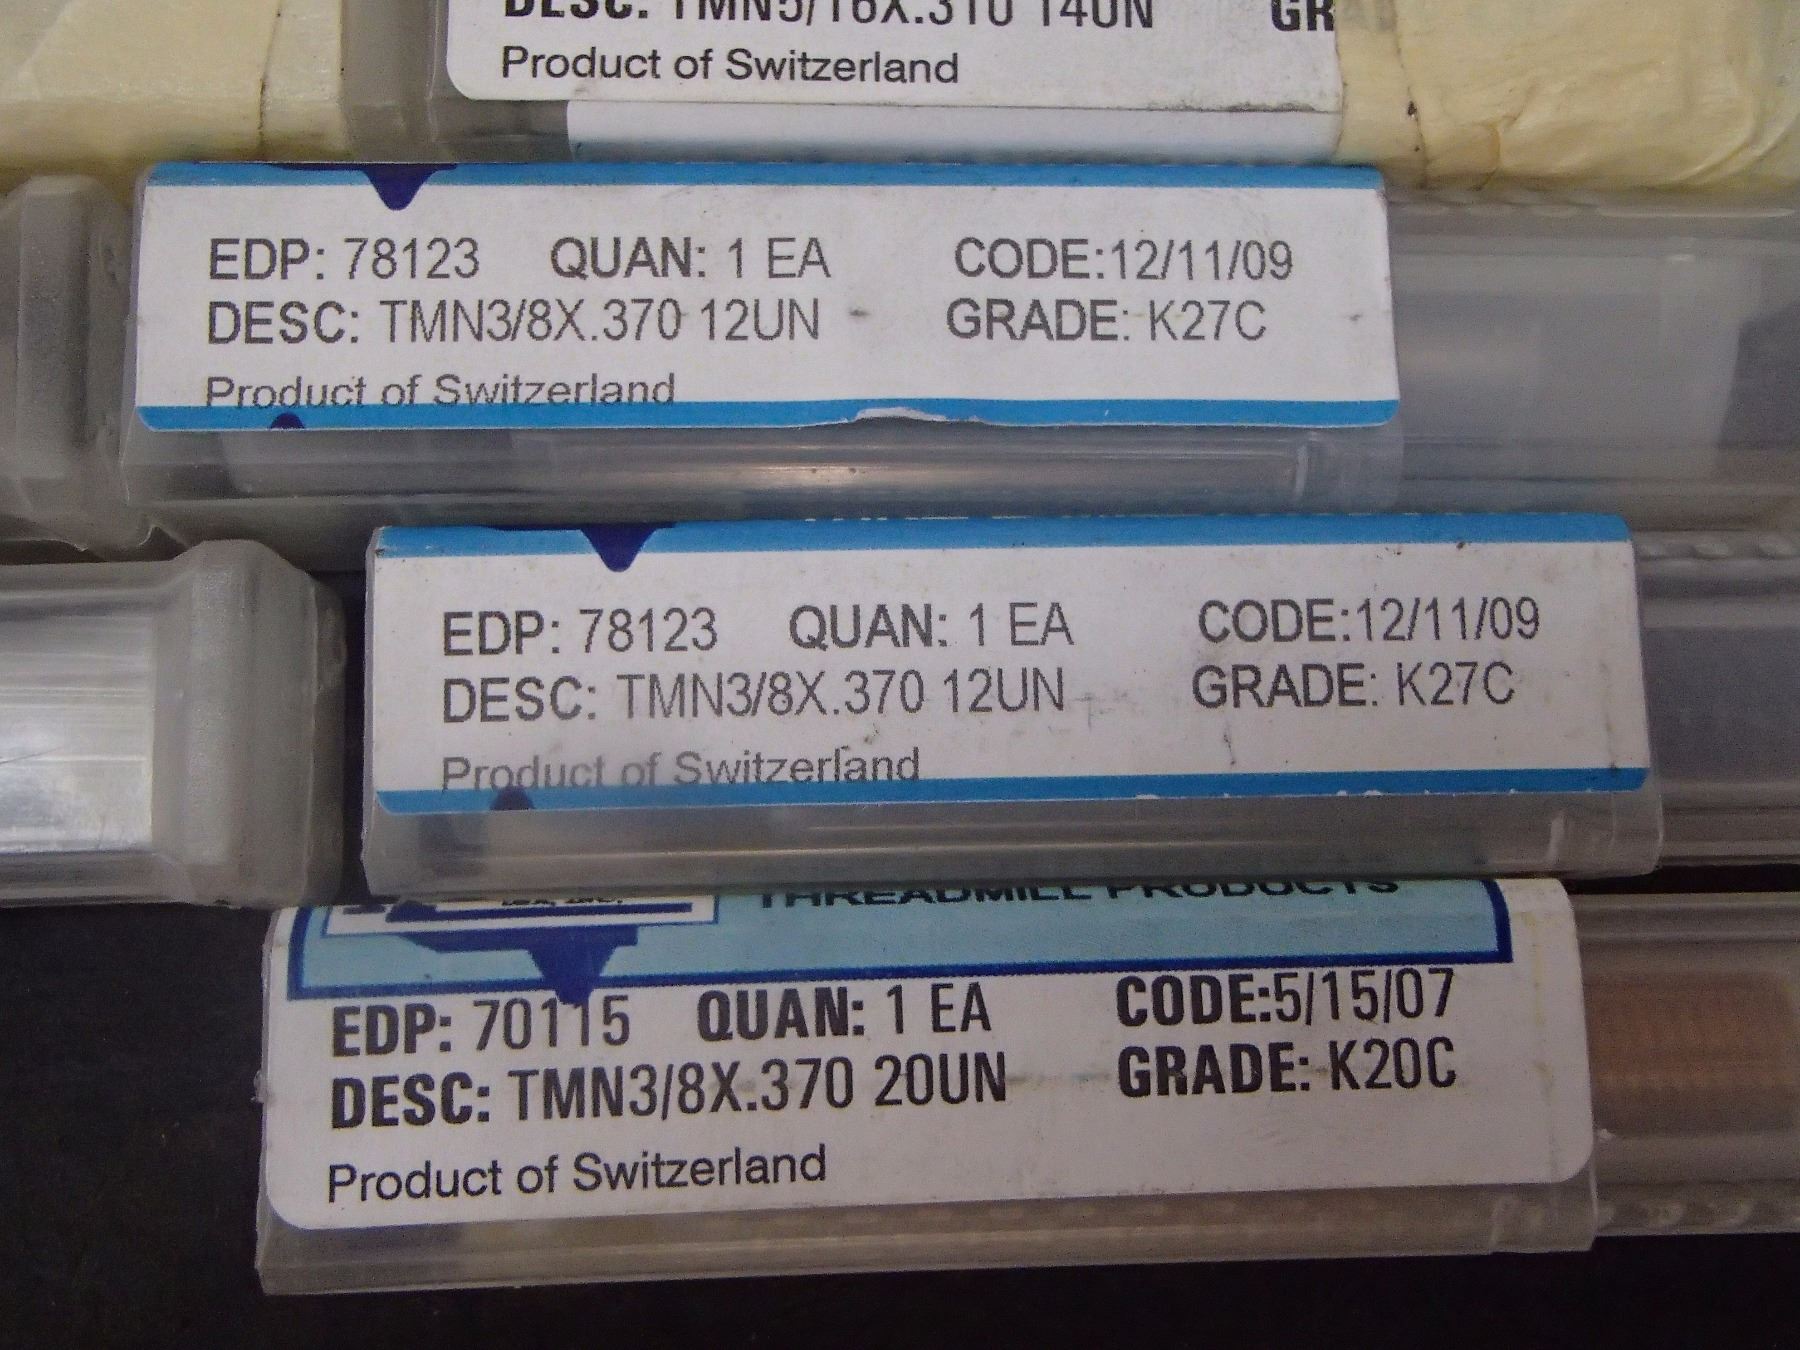 DESC: TMN5/16X.310 14UN GR
Product of Switzerland
EDP: 78123 QUAN: 1 EA CODE:12/11/09
DESC: TMN3/8X.370 12UN GRADE: K27C
Product of Switzerland
EDP: 78123 QUAN: 1 EA CODE:12/11/09
DESC: TMN3/8X.370 12UN GRADE: K27C
Product of Switzerland
THREADMILL PRODUCTS
EDP: 70115 QUAN: 1 EA CODE:5/15/07
DESC: TMN3/8X.370 20UN GRADE: K20C
Product of Switzerland